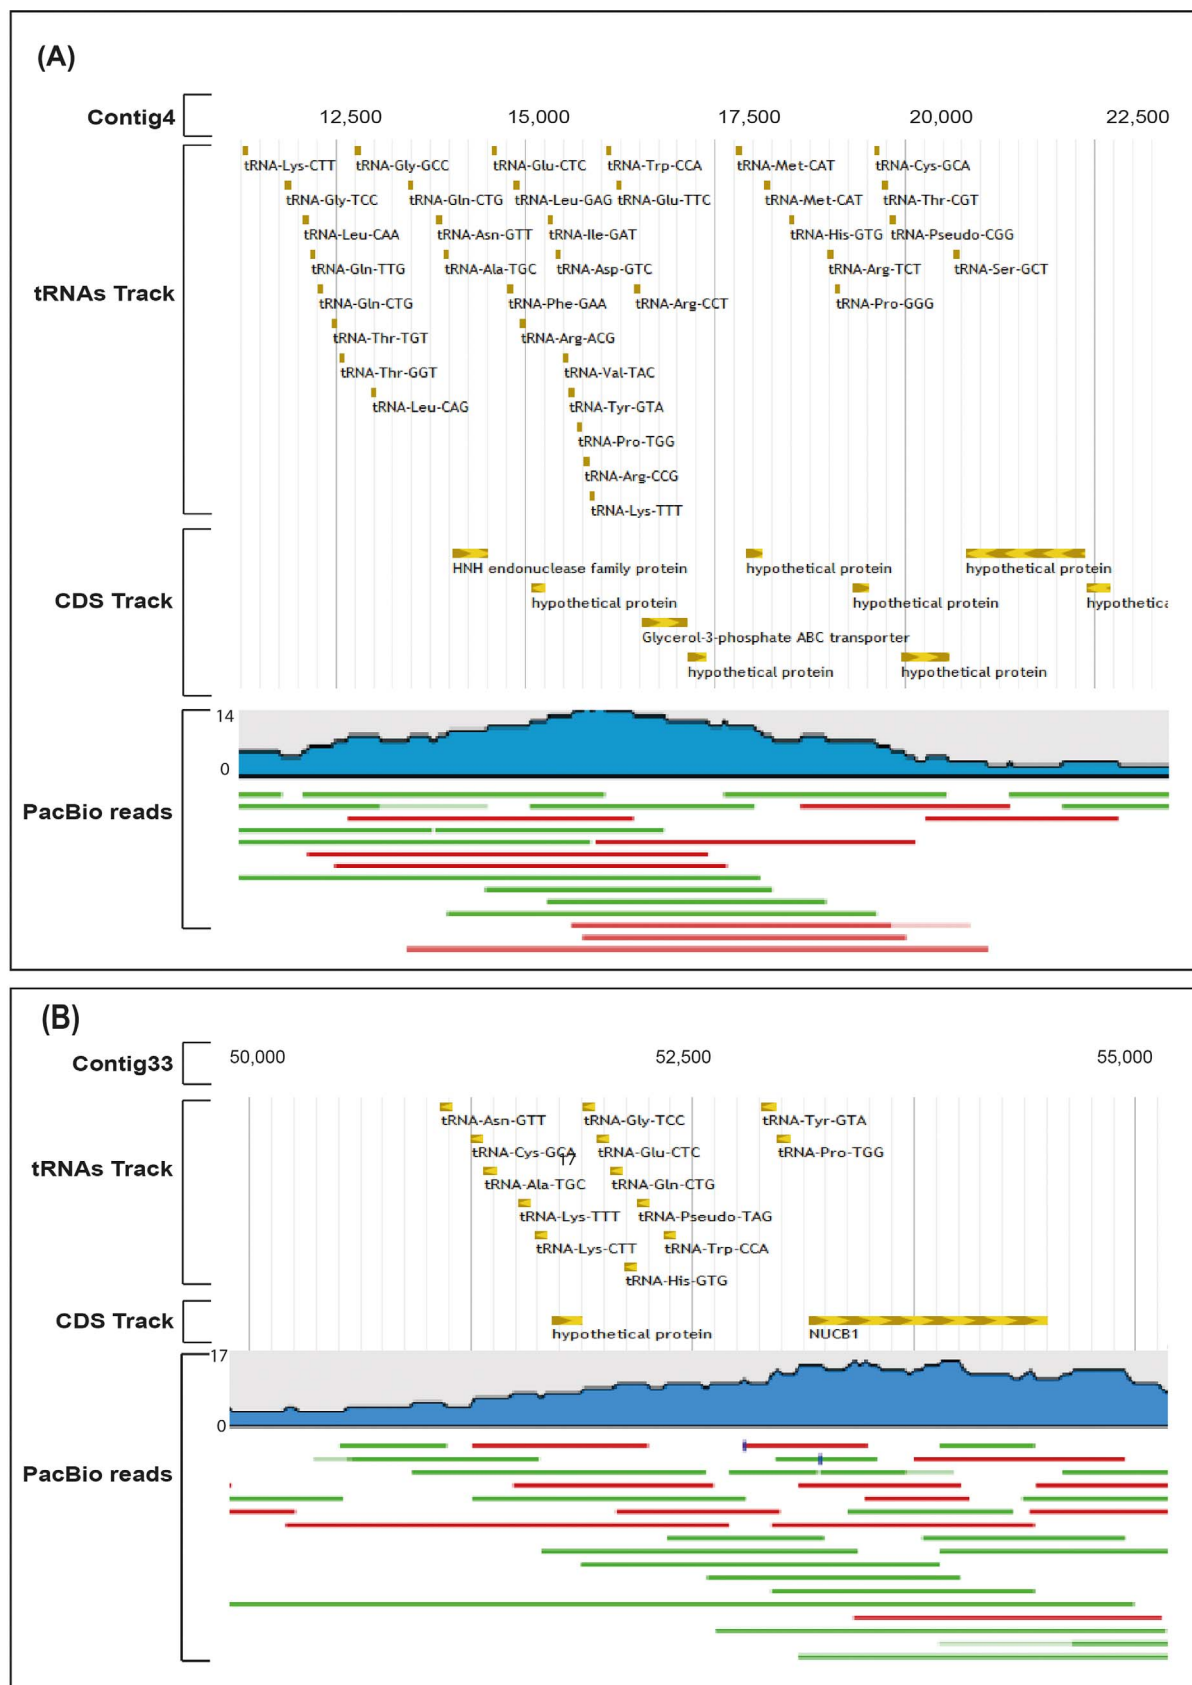 (A)
Contig4
12,500 15,000 17,500 20,000 22,500
tRNAs Track
tRNA-Lys-CTT tRNA-Gly-GCC tRNA-Glu-CTC tRNA-Trp-CCA tRNA-Met-CAT tRNA-Cys-GCA
tRNA-Gly-TCC tRNA-Gln-CTG tRNA-Leu-GAG tRNA-Glu-TTC tRNA-Met-CAT tRNA-Thr-CGT
tRNA-Leu-CAA tRNA-Asn-GTT tRNA-Ile-GAT tRNA-His-GTG tRNA-Pseudo-CGG
tRNA-Gln-TTG tRNA-Ala-TGC tRNA-Asp-GTC tRNA-Arg-TCT tRNA-Ser-GCT
tRNA-Gln-CTG tRNA-Phe-GAA tRNA-Arg-CCT tRNA-Pro-GGG
tRNA-Thr-TGT tRNA-Arg-ACG
tRNA-Thr-GGT tRNA-Val-TAC
tRNA-Leu-CAG tRNA-Tyr-GTA
tRNA-Pro-TGG
tRNA-Arg-CCG
tRNA-Lys-TTT
CDS Track
HNH endonuclease family protein hypothetical protein hypothetical protein
hypothetical protein hypothetical protein hypothetica
Glycerol-3-phosphate ABC transporter
hypothetical protein hypothetical protein
14
0
PacBio reads
(B)
Contig33
50,000 52,500 55,000
tRNAs Track
tRNA-Asn-GTT tRNA-Gly-TCC tRNA-Tyr-GTA
tRNA-Cys-GCA tRNA-Glu-CTC tRNA-Pro-TGG
17
tRNA-Ala-TGC tRNA-Gln-CTG
tRNA-Lys-TTT tRNA-Pseudo-TAG
tRNA-Lys-CTT tRNA-Trp-CCA
tRNA-His-GTG
CDS Track
hypothetical protein NUCB1
17
0
PacBio reads